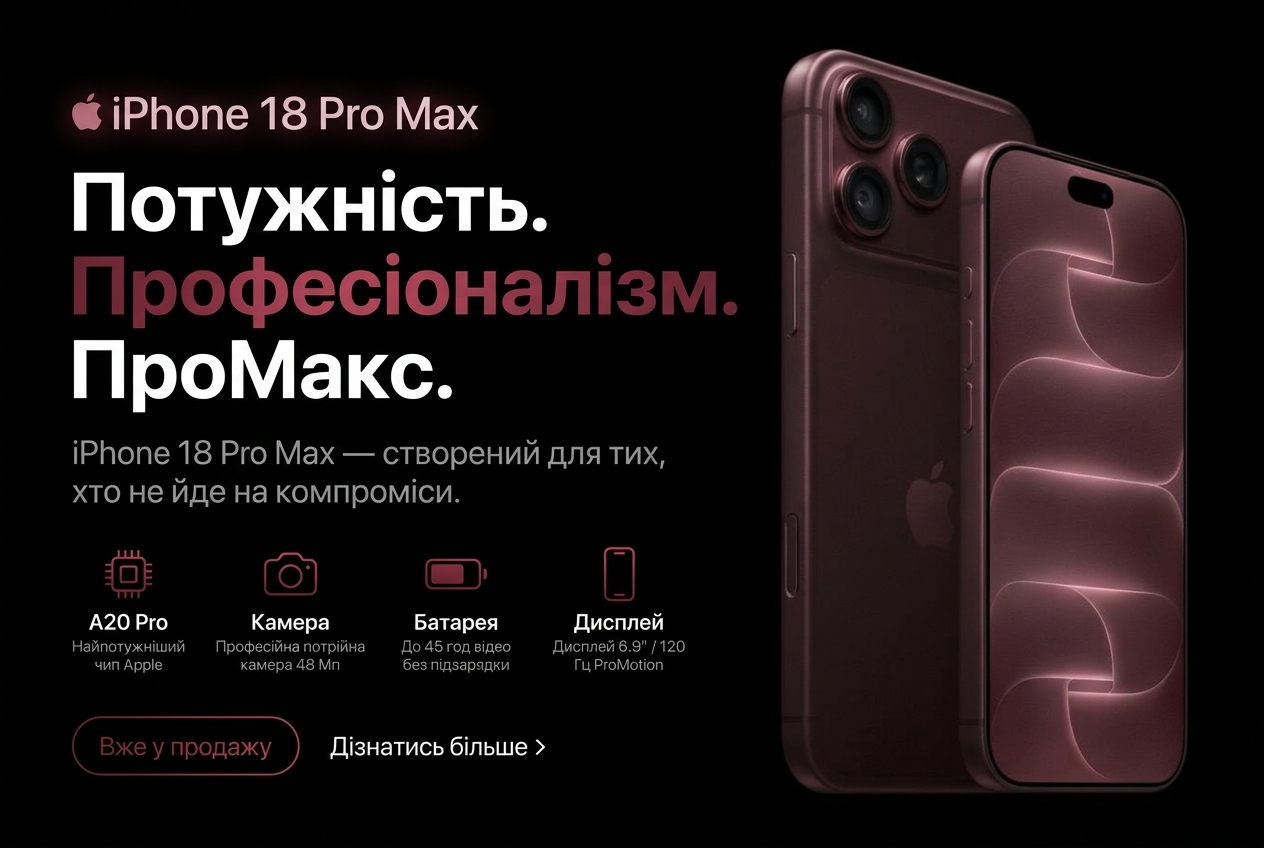 iPhone 18 Pro Max
Потужність.
Професіоналізм.
ПроМакс.
iPhone 18 Pro Max — створений для тих,
хто не йде на компроміси.
A20 Pro
Найпотужніший
чип Apple
Камера
Професійна потрійна
камера 48 Мп
Батарея
До 45 год відео
без підзарядки
Дисплей
Дисплей 6.9" / 120
Гц ProMotion
Вже у продажу
Дізнатись більше >